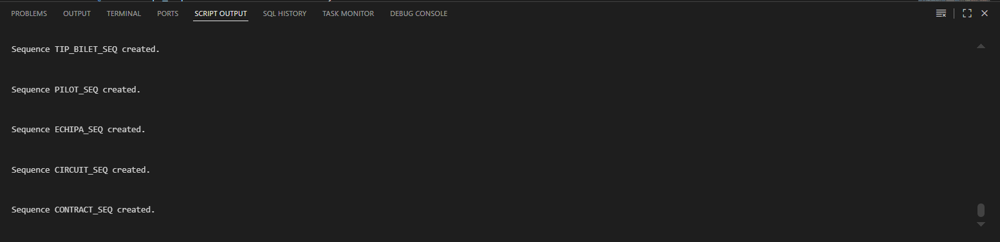 PROBLEMS OUTPUT TERMINAL PORTS SCRIPT OUTPUT SQL HISTORY TASK MONITOR DEBUG CONSOLE
Sequence TIP_BILET_SEQ created.
Sequence PILOT_SEQ created.
Sequence ECHIPA_SEQ created.
Sequence CIRCUIT_SEQ created.
Sequence CONTRACT_SEQ created.